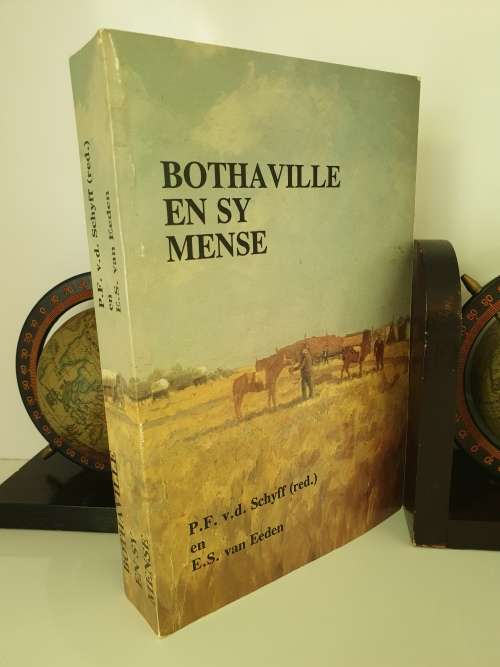 BOTHAVILLE
EN SY
MENSE
P.F. v.d. Schyff (red.)
en
E.S. van Eeden
P.F. v.d. Schyff (red.)
en
E.S. van Eeden
BOTHAVILLE
EN SY
MENSE